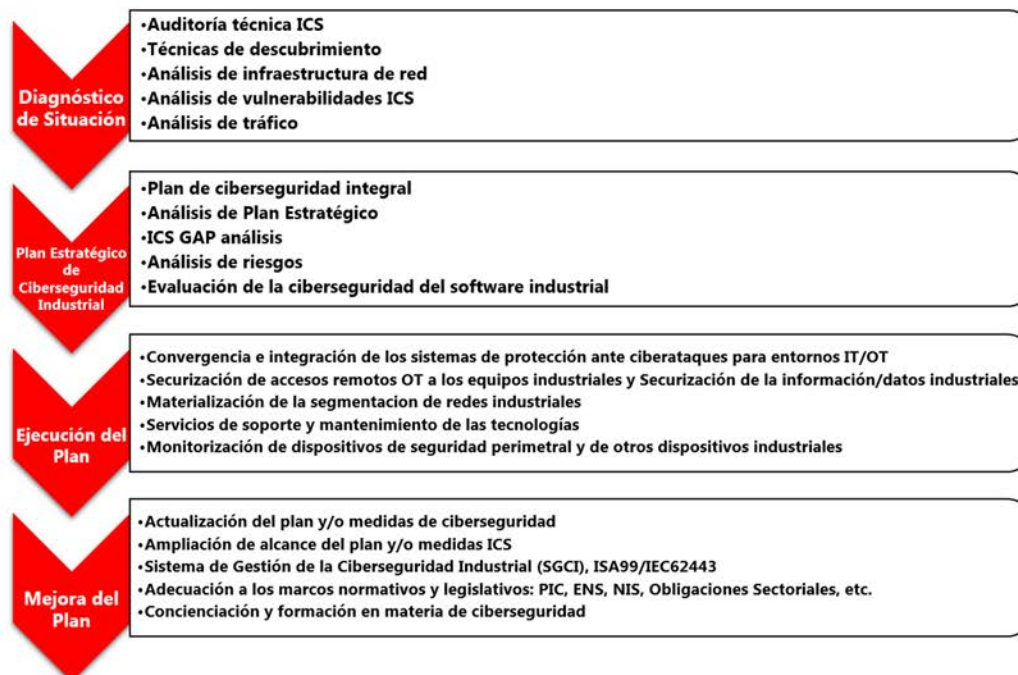 Diagnóstico
de Situación
•Auditoría técnica ICS
•Técnicas de descubrimiento
•Análisis de infraestructura de red
•Análisis de vulnerabilidades ICS
•Análisis de tráfico
Plan Estratégico
de
Ciberseguridad
Industrial
•Plan de ciberseguridad integral
•Análisis de Plan Estratégico
•ICS GAP análisis
•Análisis de riesgos
•Evaluación de la ciberseguridad del software industrial
Ejecución del
Plan
•Convergencia e integración de los sistemas de protección ante ciberataques para entornos IT/OT
•Securización de accesos remotos OT a los equipos industriales y Securización de la información/datos industriales
•Materialización de la segmentacion de redes industriales
•Servicios de soporte y mantenimiento de las tecnologías
•Monitorización de dispositivos de seguridad perimetral y de otros dispositivos industriales
Mejora del
Plan
•Actualización del plan y/o medidas de ciberseguridad
•Ampliación de alcance del plan y/o medidas ICS
•Sistema de Gestión de la Ciberseguridad Industrial (SGCI), ISA99/IEC62443
•Adecuación a los marcos normativos y legislativos: PIC, ENS, NIS, Obligaciones Sectoriales, etc.
•Concienciación y formación en materia de ciberseguridad